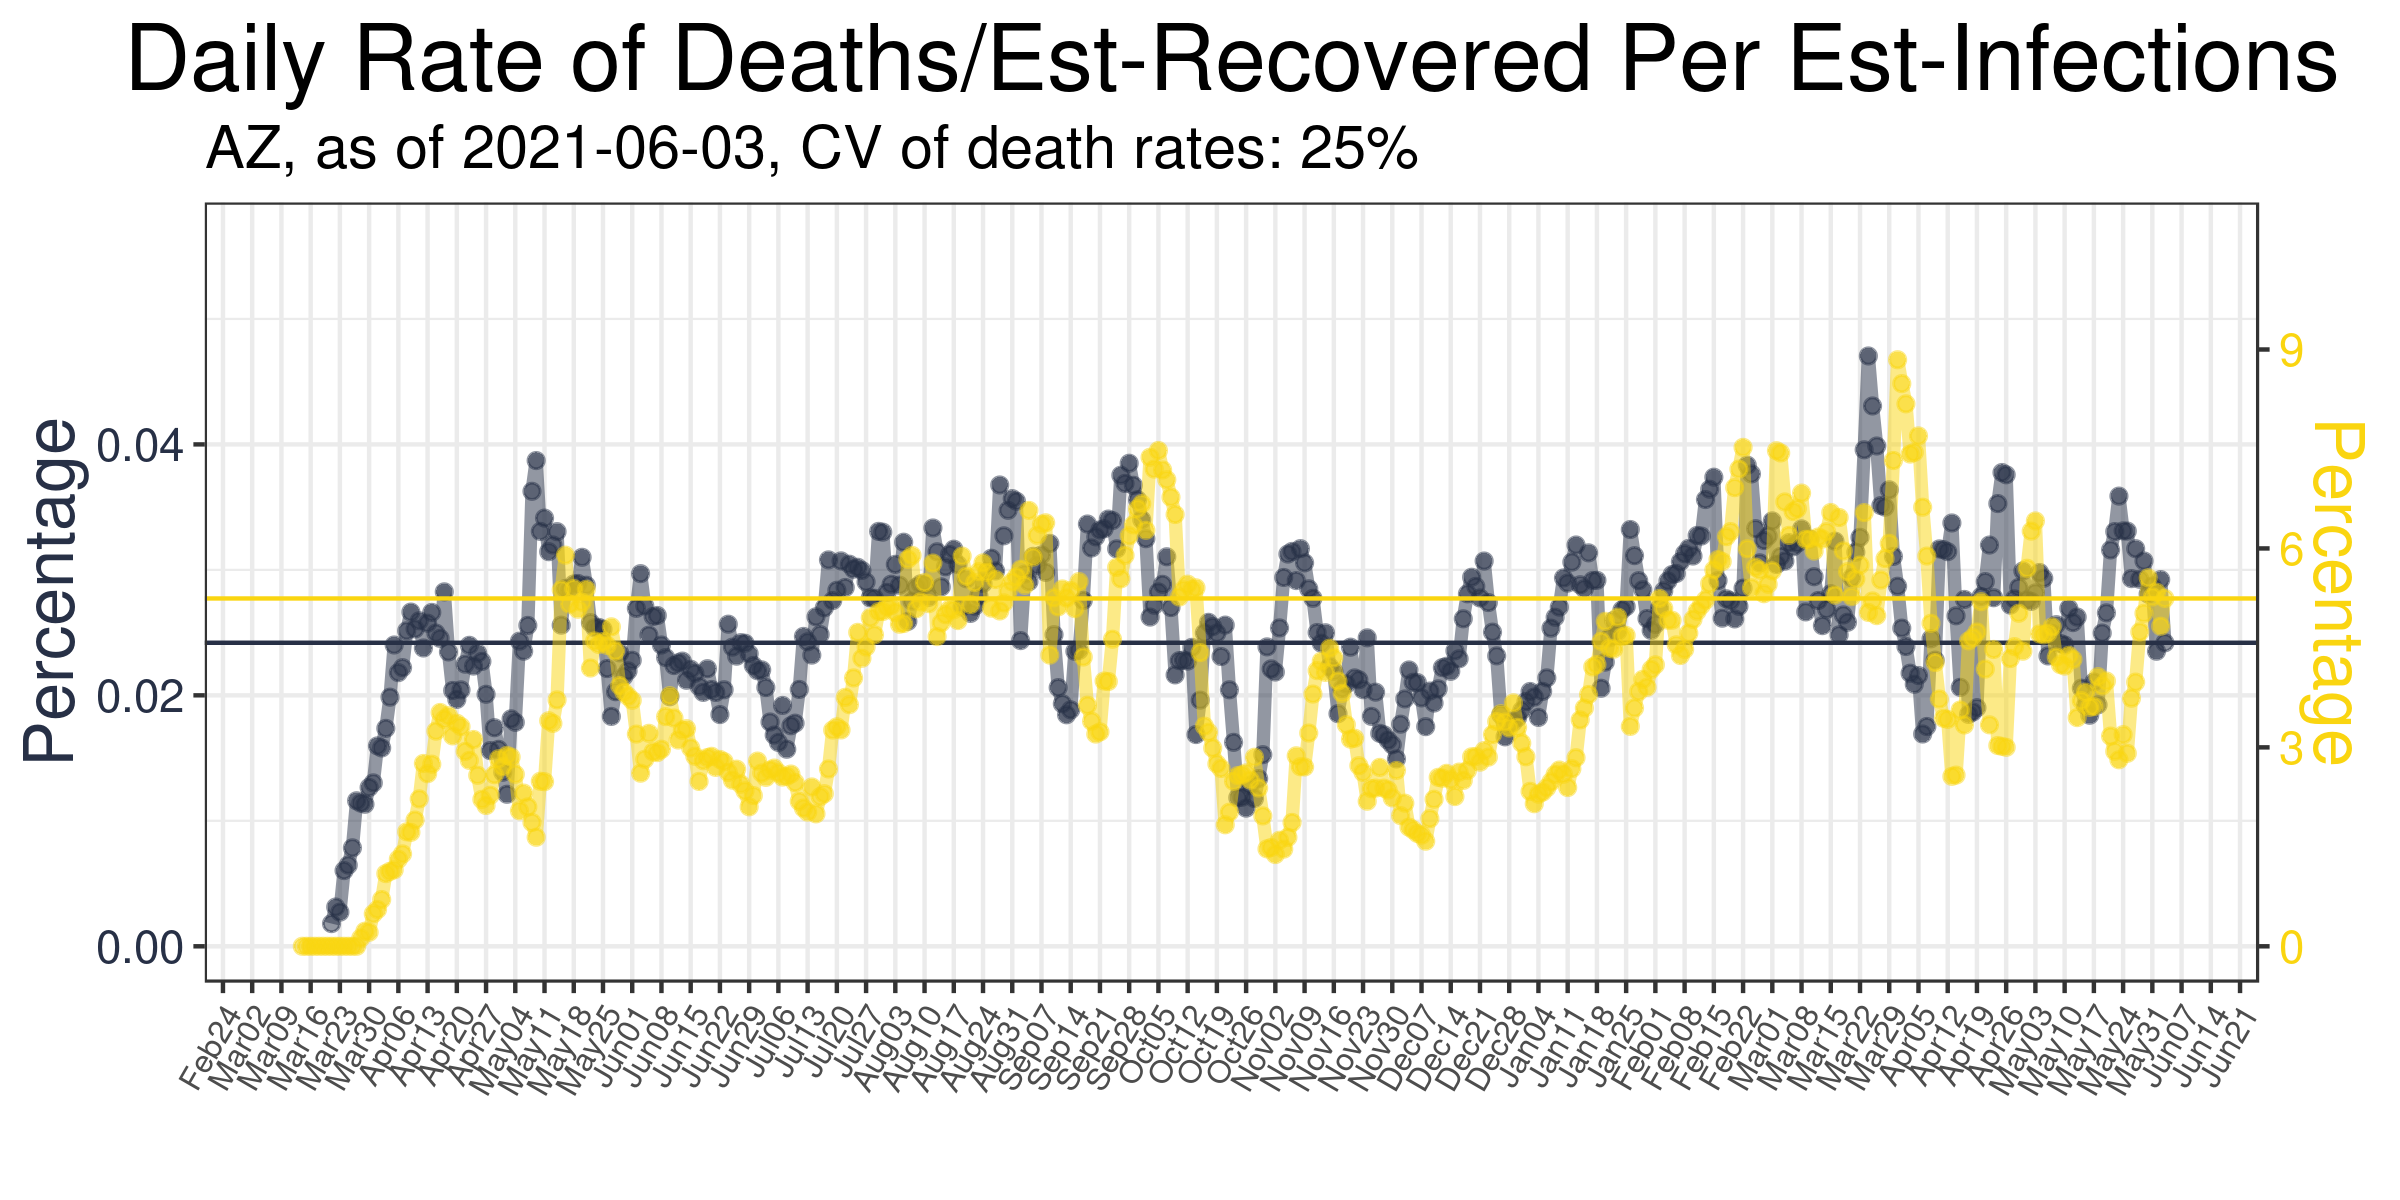 Daily Rate of Deaths/Est-Recovered Per Est-Infections
AZ, as of 2021-06-03, CV of death rates: 25%
Percentage
0.04
0.02
0.00
9
6
3
0
Percentage
Feb24
Mar02
Mar09
Mar16
Mar23
Mar30
Apr06
Apr13
Apr20
Apr27
May04
May11
May18
May25
Jun01
Jun08
Jun15
Jun22
Jun29
Jul06
Jul13
Jul20
Jul27
Aug03
Aug10
Aug17
Aug24
Aug31
Sep07
Sep14
Sep21
Sep28
Oct05
Oct12
Oct19
Oct26
Nov02
Nov09
Nov16
Nov23
Nov30
Dec07
Dec14
Dec21
Dec28
Jan04
Jan11
Jan18
Jan25
Feb01
Feb08
Feb15
Feb22
Mar01
Mar08
Mar15
Mar22
Mar29
Apr05
Apr12
Apr19
Apr26
May03
May10
May17
May24
May31
Jun07
Jun14
Jun21